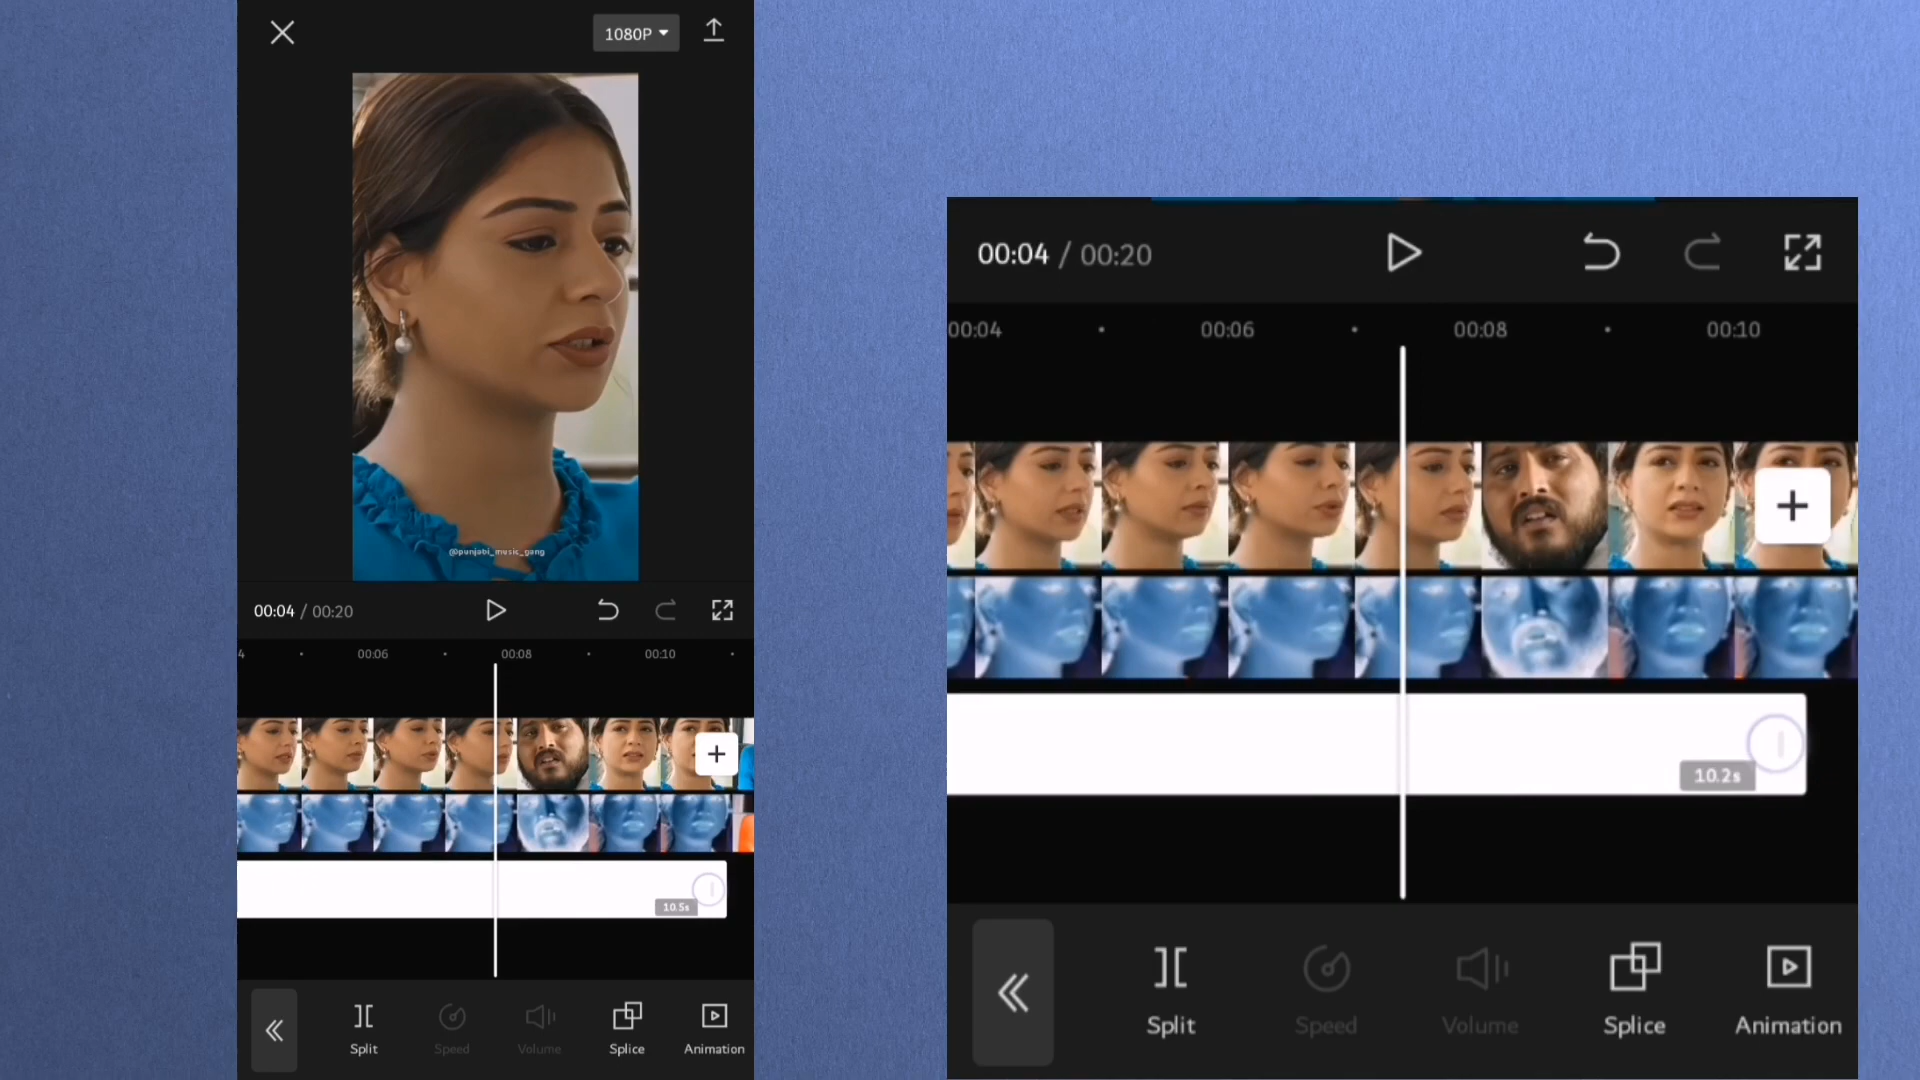 1080P
@punjabi_music_gang
00:04 / 00:20
4 00:06 00:08 00:10
10.5s
Split Speed Volume Splice Animation
00:04 / 00:20
00:04 00:06 00:08 00:10
10.2s
Split Speed Volume Splice Animation